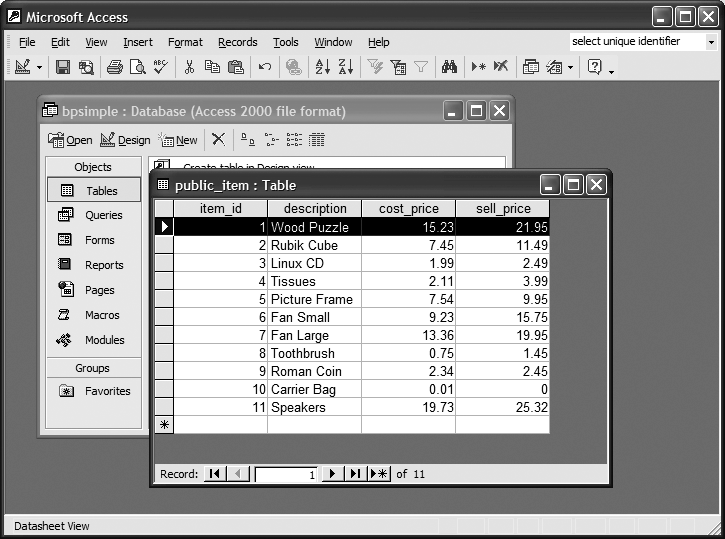 Microsoft Access
File Edit View Insert Format Records Tools Window Help select unique identifier
bpsimple : Database (Access 2000 file format)
Open Design New
Objects
Create table in Design view
Tables
Queries
Forms
Reports
Pages
Macros
Modules
Groups
Favorites
public_item : Table
item_id description cost_price sell_price
1 Wood Puzzle 15.23 21.95
2 Rubik Cube 7.45 11.49
3 Linux CD 1.99 2.49
4 Tissues 2.11 3.99
5 Picture Frame 7.54 9.95
6 Fan Small 9.23 15.75
7 Fan Large 13.36 19.95
8 Toothbrush 0.75 1.45
9 Roman Coin 2.34 2.45
10 Carrier Bag 0.01 0
11 Speakers 19.73 25.32
Record: 1 of 11
Datasheet View